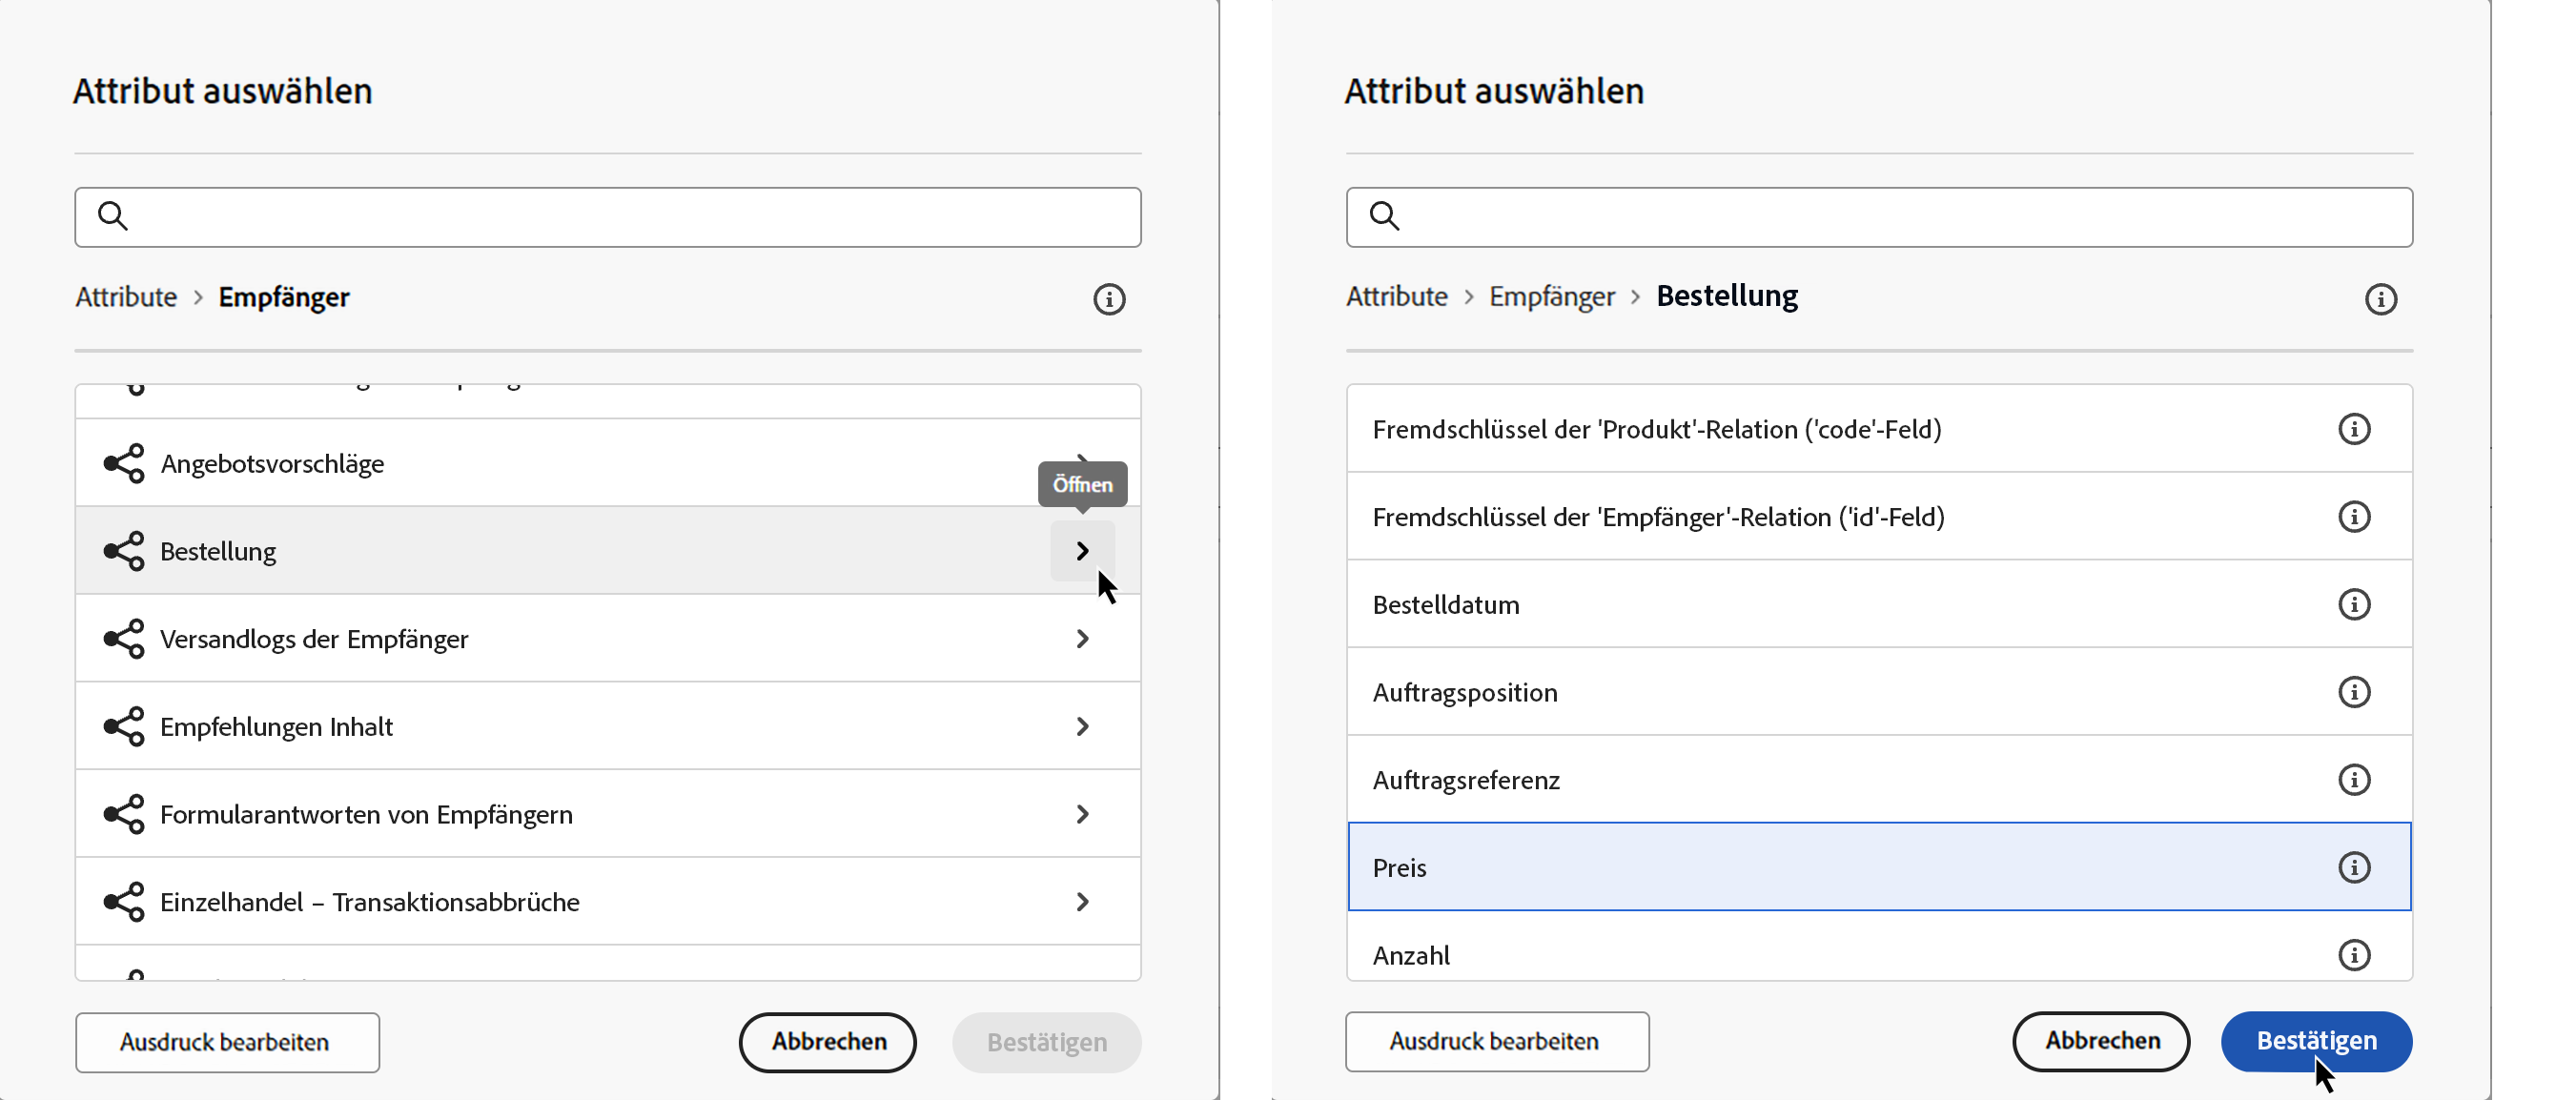 Attribut auswählen
Attribute > Empfänger
Angebotsvorschläge
Öffnen
Bestellung
Versandlogs der Empfänger
Empfehlungen Inhalt
Formularantworten von Empfängern
Einzelhandel – Transaktionsabbrüche
Ausdruck bearbeiten
Abbrechen
Bestätigen
Attribut auswählen
Attribute > Empfänger > Bestellung
Fremdschlüssel der 'Produkt'-Relation ('code'-Feld)
Fremdschlüssel der 'Empfänger'-Relation ('id'-Feld)
Bestelldatum
Auftragsposition
Auftragsreferenz
Preis
Anzahl
Ausdruck bearbeiten
Abbrechen
Bestätigen